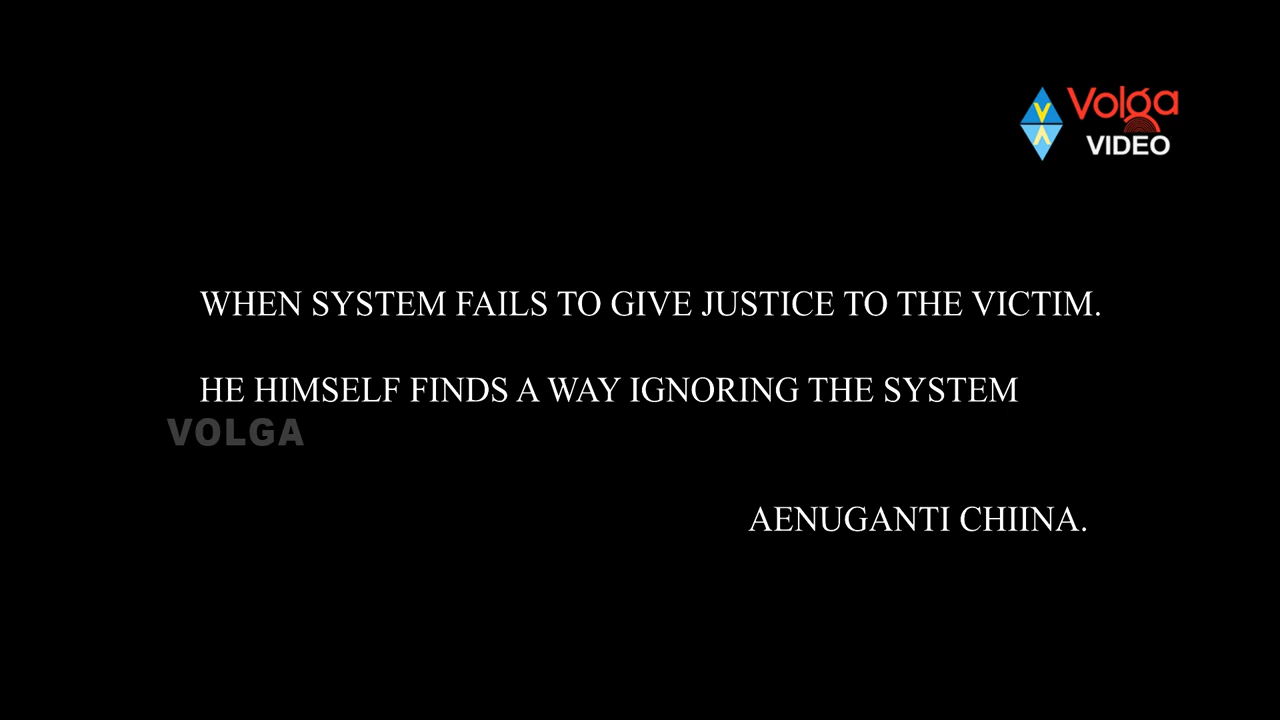 Volga
VIDEO
WHEN SYSTEM FAILS TO GIVE JUSTICE TO THE VICTIM.
HE HIMSELF FINDS A WAY IGNORING THE SYSTEM
VOLGA
AENUGANTI CHIINA.